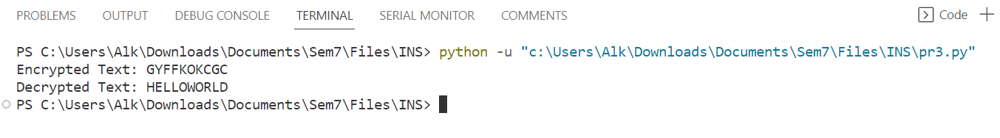 PROBLEMS OUTPUT DEBUG CONSOLE TERMINAL SERIAL MONITOR COMMENTS Code
PS C:\Users\Alk\Downloads\Documents\Sem7\Files\INS> python -u "c:\Users\Alk\Downloads\Documents\Sem7\Files\INS\pr3.py"
Encrypted Text: GYFFKOKCGC
Decrypted Text: HELLOWORLD
PS C:\Users\Alk\Downloads\Documents\Sem7\Files\INS>